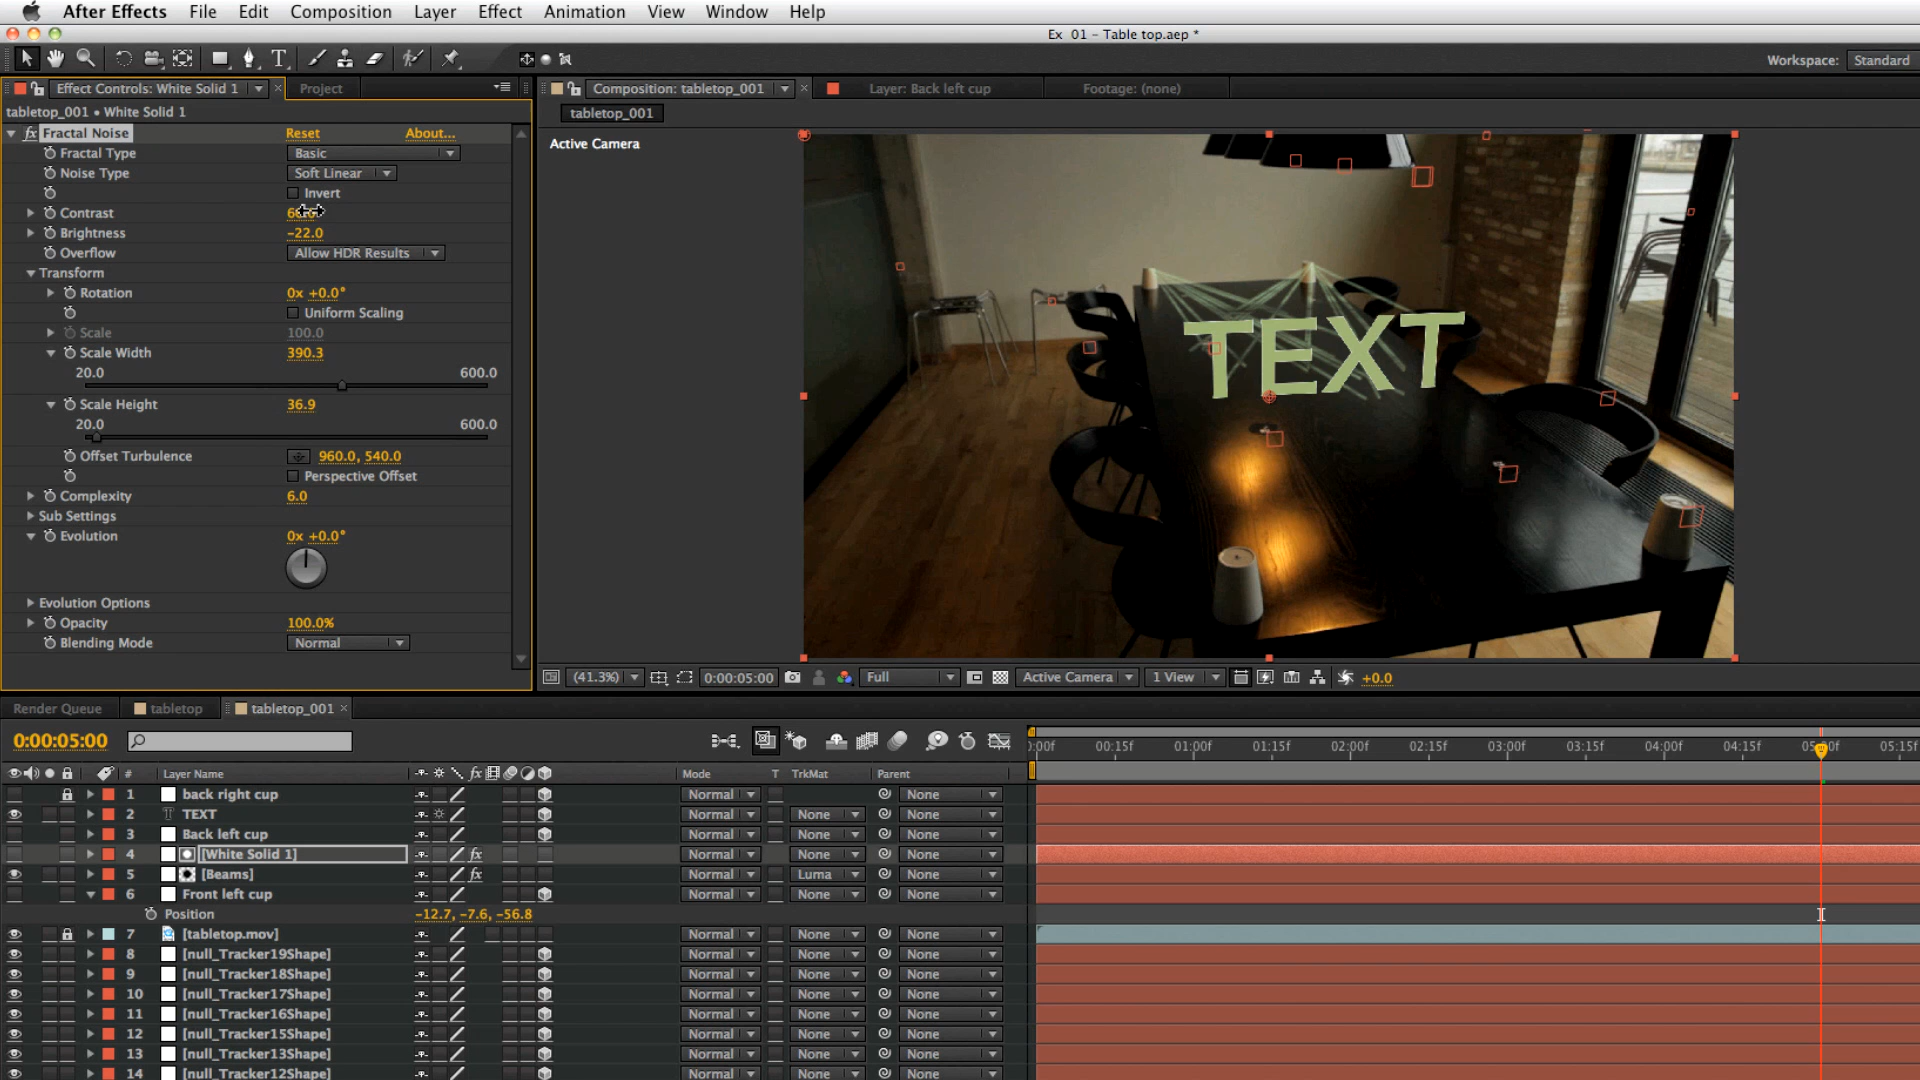 After Effects File Edit Composition Layer Effect Animation View Window Help
Ex 01 - Table top.aep *
Workspace: Standard
Effect Controls: White Solid 1 Project
tabletop_001 • White Solid 1
fx Fractal Noise Reset About...
Fractal Type Basic
Noise Type Soft Linear
Invert
Contrast
Brightness -22.0
Overflow Allow HDR Results
Transform
Rotation 0x +0.0°
Uniform Scaling
Scale 100.0
Scale Width 390.3
20.0 600.0
Scale Height 36.9
20.0 600.0
Offset Turbulence 960.0, 540.0
Perspective Offset
Complexity 6.0
Sub Settings
Evolution 0x +0.0°
Evolution Options
Opacity 100.0%
Blending Mode Normal
Composition: tabletop_001 Layer: Back left cup Footage: (none)
tabletop_001
Active Camera
TEXT
(41.3%) 0:00:05:00 Full Active Camera 1 View +0.0
Render Queue tabletop tabletop_001
0:00:05:00
:00f 00:15f 01:00f 01:15f 02:00f 02:15f 03:00f 03:15f 04:00f 04:15f 05:00f 05:15f
# Layer Name fx Mode T TrkMat Parent
1 back right cup Normal None
2 T TEXT Normal None None
3 Back left cup Normal None None
4 [White Solid 1] fx Normal None None
5 [Beams] fx Normal Luma None
6 Front left cup Normal None None
Position -12.7, -7.6, -56.8
7 [tabletop.mov] Normal None None
8 [null_Tracker19Shape] Normal None None
9 [null_Tracker18Shape] Normal None None
10 [null_Tracker17Shape] Normal None None
11 [null_Tracker16Shape] Normal None None
12 [null_Tracker15Shape] Normal None None
13 [null_Tracker13Shape] Normal None None
14 [null_Tracker12Shape] Normal None None